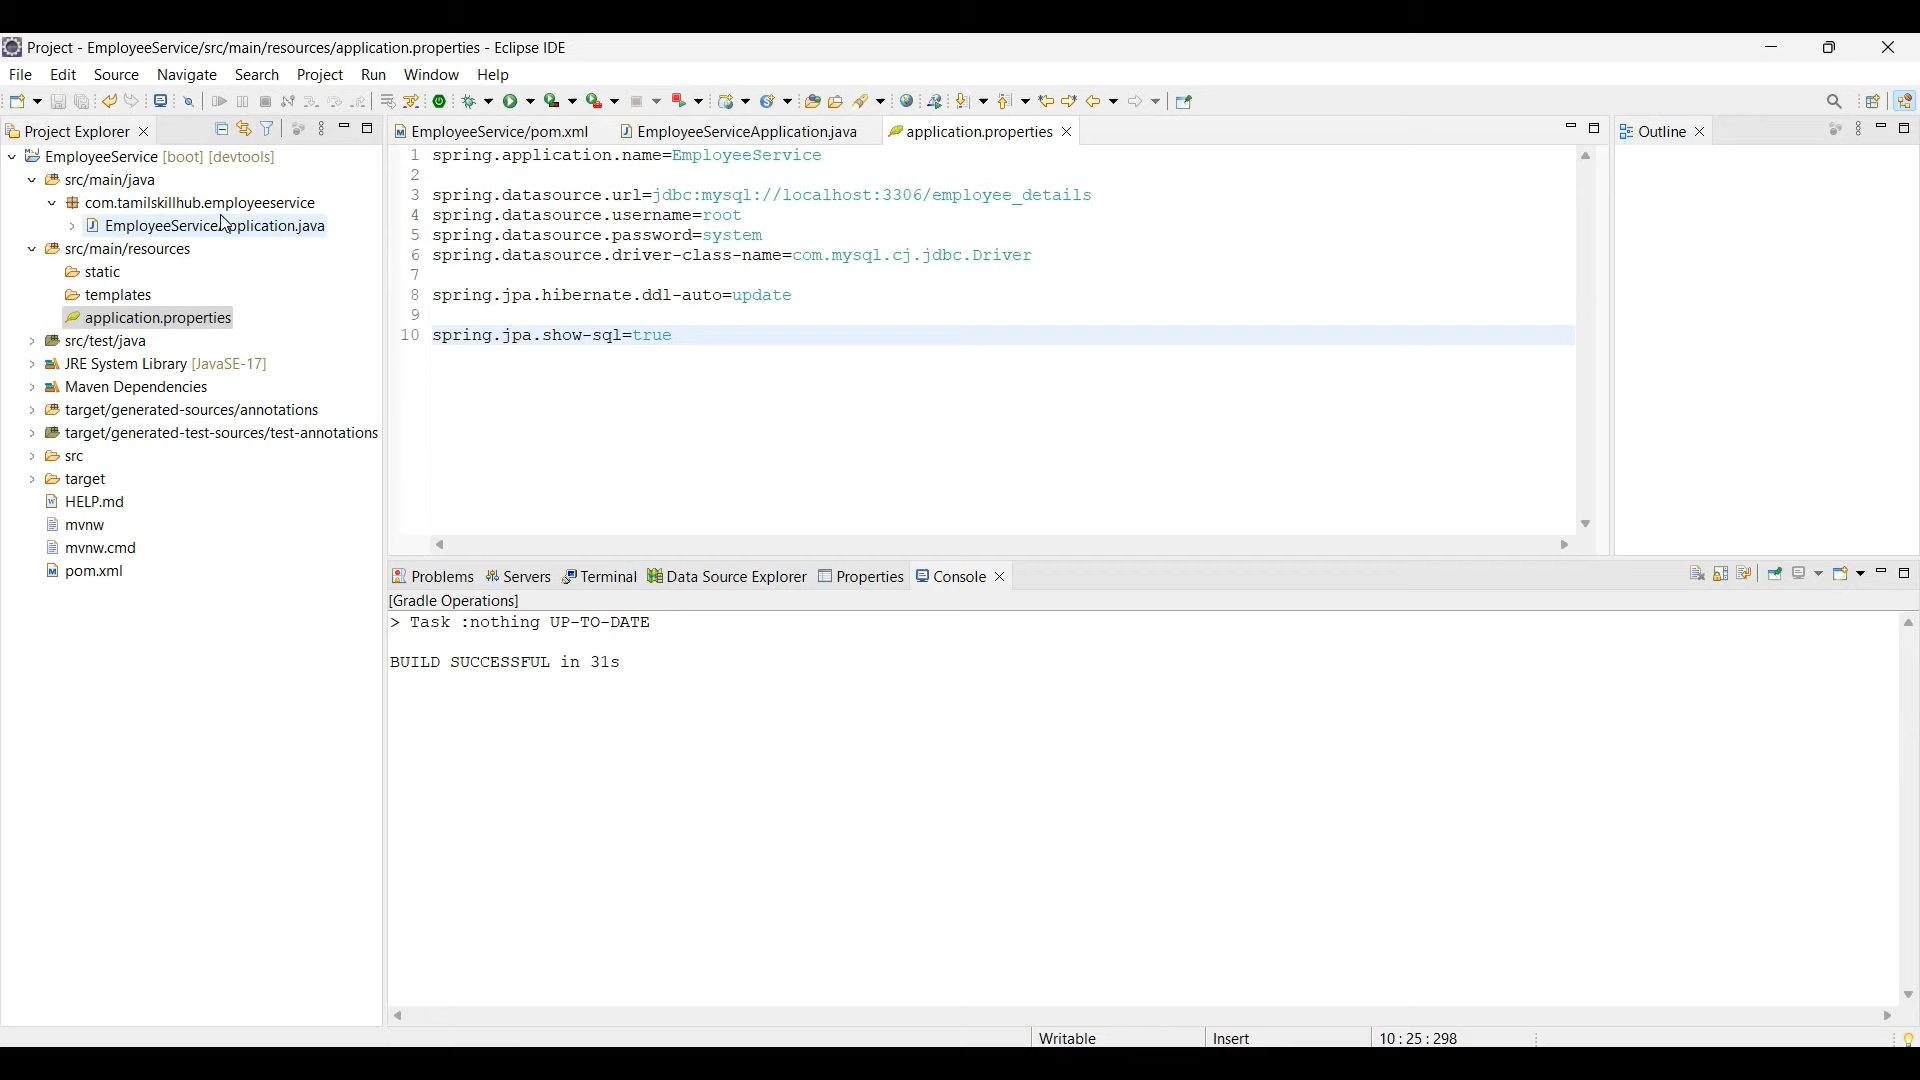 Project - EmployeeService/src/main/resources/application.properties - Eclipse IDE
File Edit Source Navigate Search Project Run Window Help
Project Explorer
EmployeeService [boot] [devtools]
src/main/java
com.tamilskillhub.employeeservice
EmployeeServiceApplication.java
src/main/resources
static
templates
application.properties
src/test/java
JRE System Library [JavaSE-17]
Maven Dependencies
target/generated-sources/annotations
target/generated-test-sources/test-annotations
src
target
HELP.md
mvnw
mvnw.cmd
pom.xml
EmployeeService/pom.xml EmployeeServiceApplication.java application.properties
1 spring.application.name=EmployeeService
2
3 spring.datasource.url=jdbc:mysql://localhost:3306/employee_details
4 spring.datasource.username=root
5 spring.datasource.password=system
6 spring.datasource.driver-class-name=com.mysql.cj.jdbc.Driver
7
8 spring.jpa.hibernate.ddl-auto=update
9
10 spring.jpa.show-sql=true
Outline
Problems Servers Terminal Data Source Explorer Properties Console
[Gradle Operations]
> Task :nothing UP-TO-DATE
BUILD SUCCESSFUL in 31s
Writable Insert 10 : 25 : 298